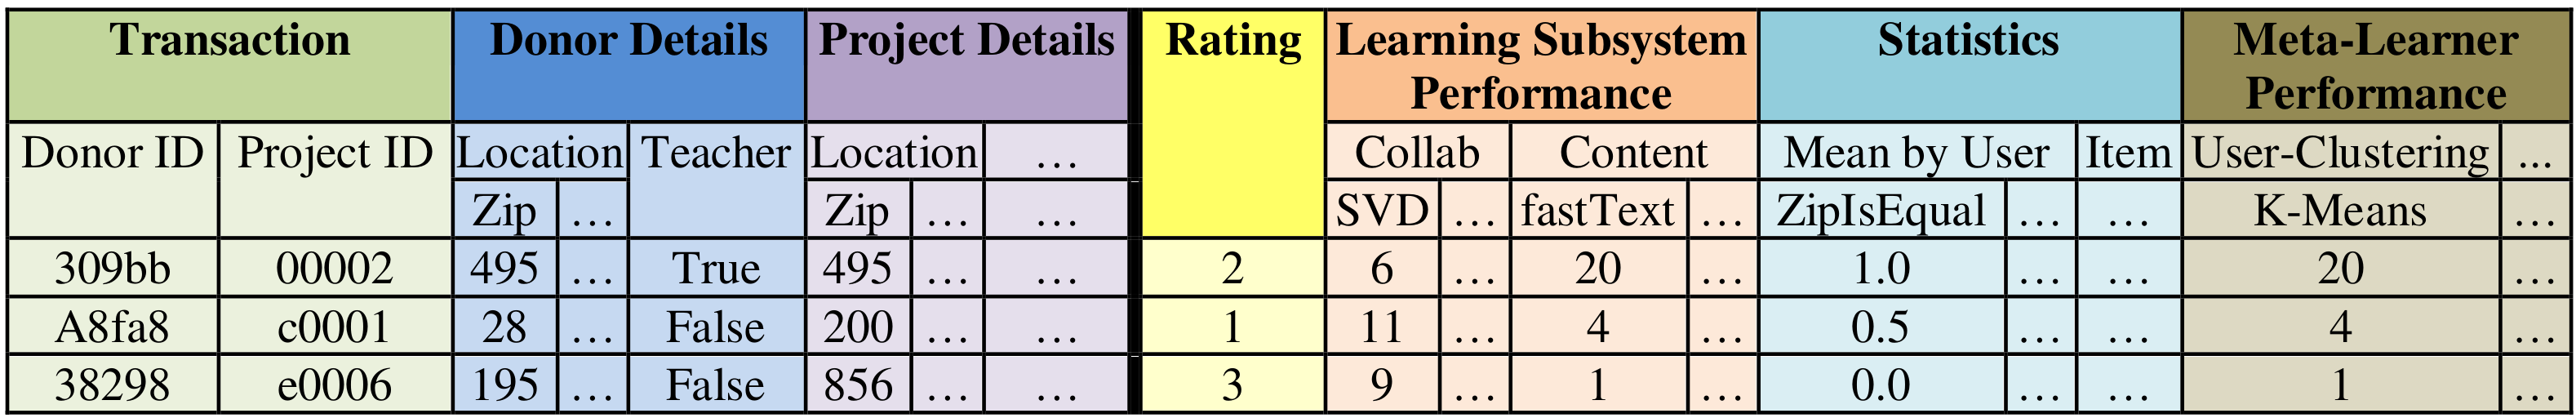 Transaction Donor Details Project Details Rating Learning Subsystem Performance Statistics Meta-Learner Performance
Donor ID Project ID Location Teacher Location … Collab Content Mean by User Item User-Clustering ...
Zip … Zip … … SVD … fastText … ZipIsEqual … … K-Means …
309bb 00002 495 … True 495 … … 2 6 … 20 … 1.0 … … 20 …
A8fa8 c0001 28 … False 200 … … 1 11 … 4 … 0.5 … … 4 …
38298 e0006 195 … False 856 … … 3 9 … 1 … 0.0 … … 1 …